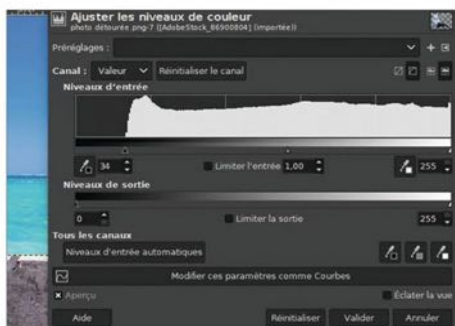 Ajuster les niveaux de couleur
photo détourée png-7 ([AdobeStock_86900804] (importée))
Préréglages :
Canal : Valeur Réinitialiser le canal
Niveaux d'entrée
34 Limiter l'entrée 1,00 255
Niveaux de sortie
0 Limiter la sortie 255
Tous les canaux
Niveaux d'entrée automatiques
Modifier ces paramètres comme Courbes
Aperçu Éclater la vue
Aide Réinitialiser Valider Annuler